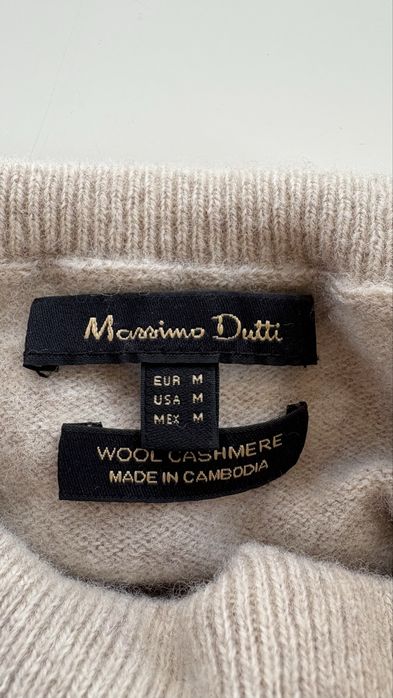 Massimo Dutti
EUR M
USA M
MEX M
WOOL CASHMERE
MADE IN CAMBODIA